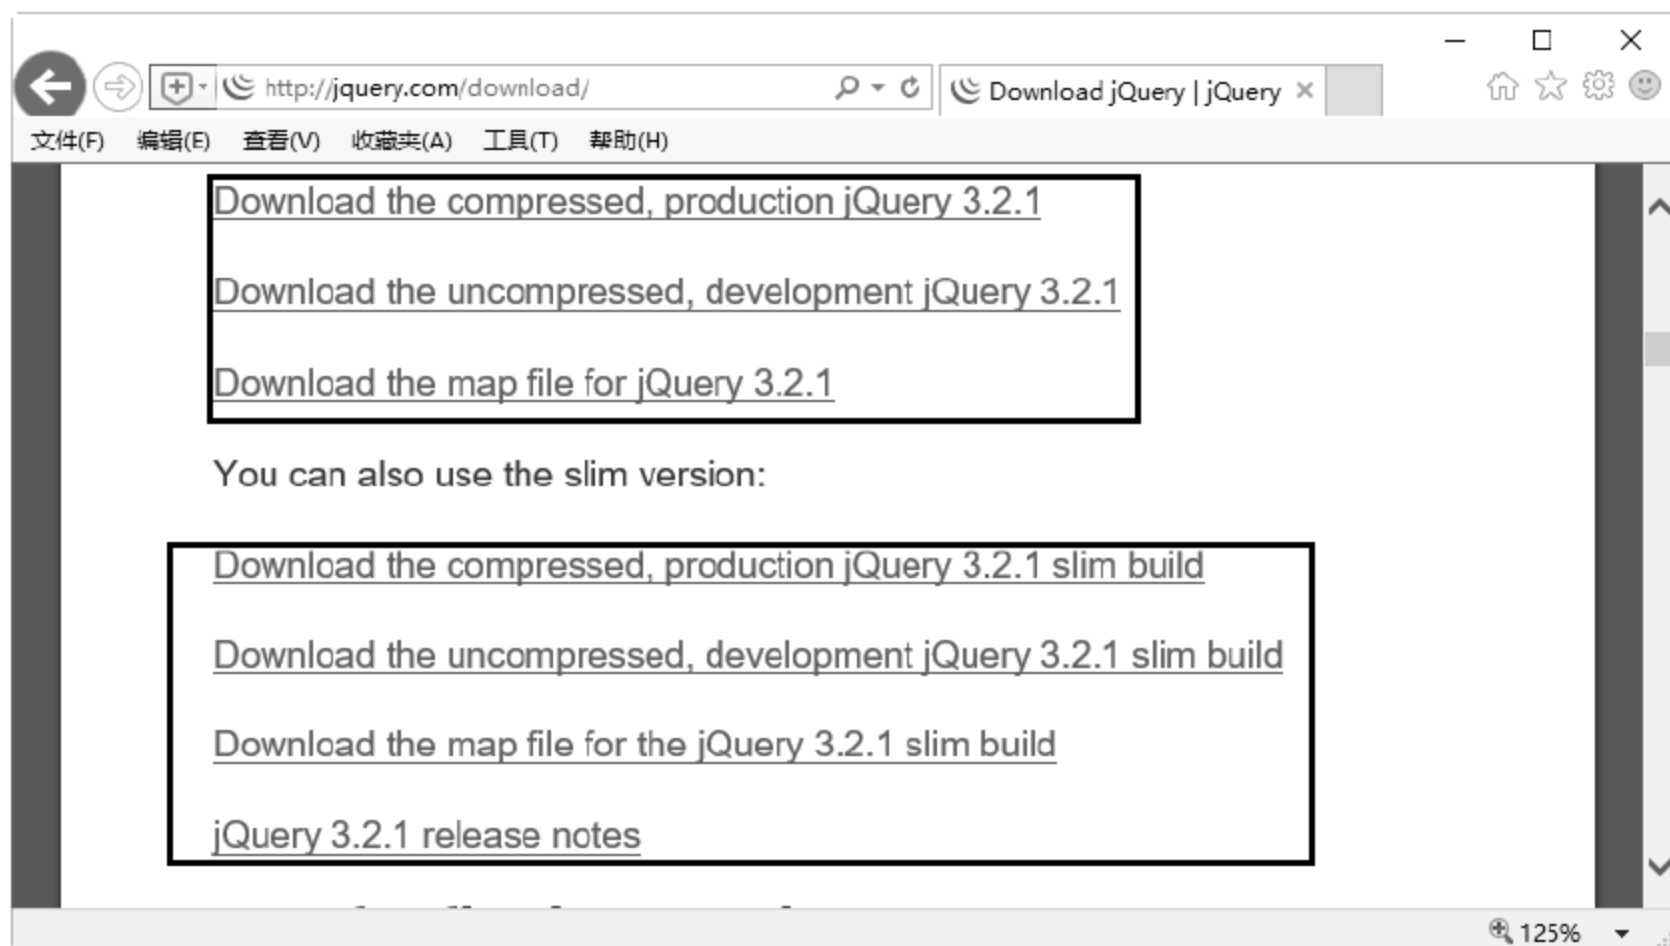 http://jquery.com/download/
Download jQuery | jQuery
文件(F) 编辑(E) 查看(V) 收藏夹(A) 工具(T) 帮助(H)
Download the compressed, production jQuery 3.2.1
Download the uncompressed, development jQuery 3.2.1
Download the map file for jQuery 3.2.1
You can also use the slim version:
Download the compressed, production jQuery 3.2.1 slim build
Download the uncompressed, development jQuery 3.2.1 slim build
Download the map file for the jQuery 3.2.1 slim build
jQuery 3.2.1 release notes
125%